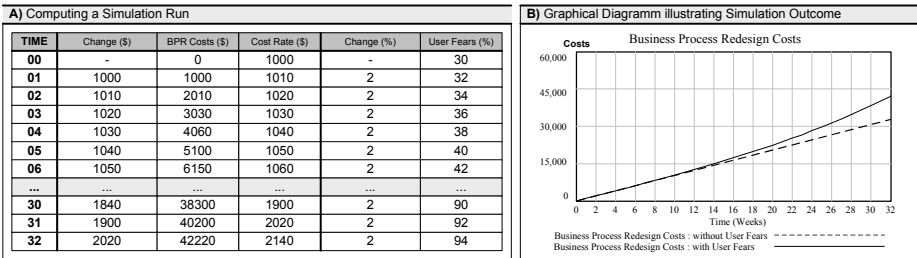 A) Computing a Simulation Run
TIME Change ($) BPR Costs ($) Cost Rate ($) Change (%) User Fears (%)
00 - 0 1000 - 30
01 1000 1000 1010 2 32
02 1010 2010 1020 2 34
03 1020 3030 1030 2 36
04 1030 4060 1040 2 38
05 1040 5100 1050 2 40
06 1050 6150 1060 2 42
... ... ... ... ... ...
30 1840 38300 1900 2 90
31 1900 40200 2020 2 92
32 2020 42220 2140 2 94
B) Graphical Diagramm illustrating Simulation Outcome
Costs
Business Process Redesign Costs
60,000
45,000
30,000
15,000
0
0 2 4 6 8 10 12 14 16 18 20 22 24 26 28 30 32
Time (Weeks)
Business Process Redesign Costs : without User Fears
Business Process Redesign Costs : with User Fears